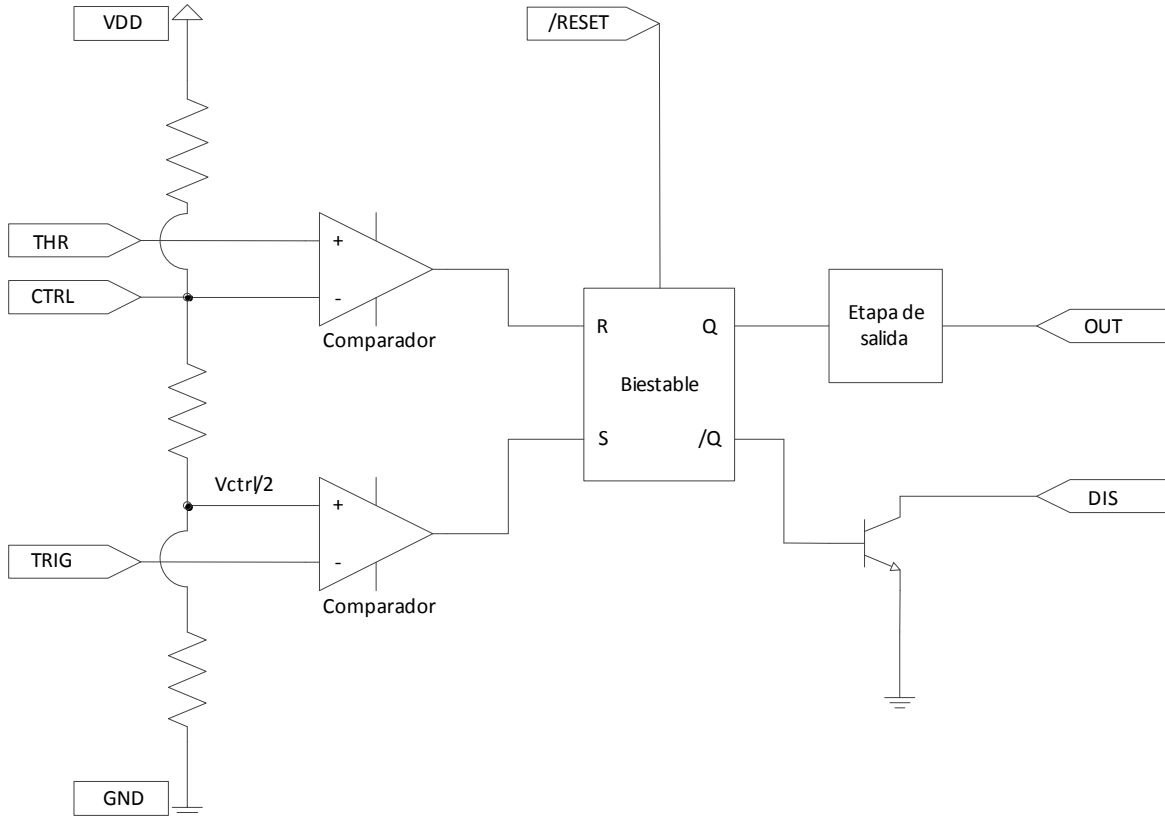 VDD
/RESET
THR
+
CTRL
-
Comparador
R
Q
Etapa de
salida
OUT
Biestable
S
/Q
Vctrl/2
+
DIS
TRIG
-
Comparador
GND